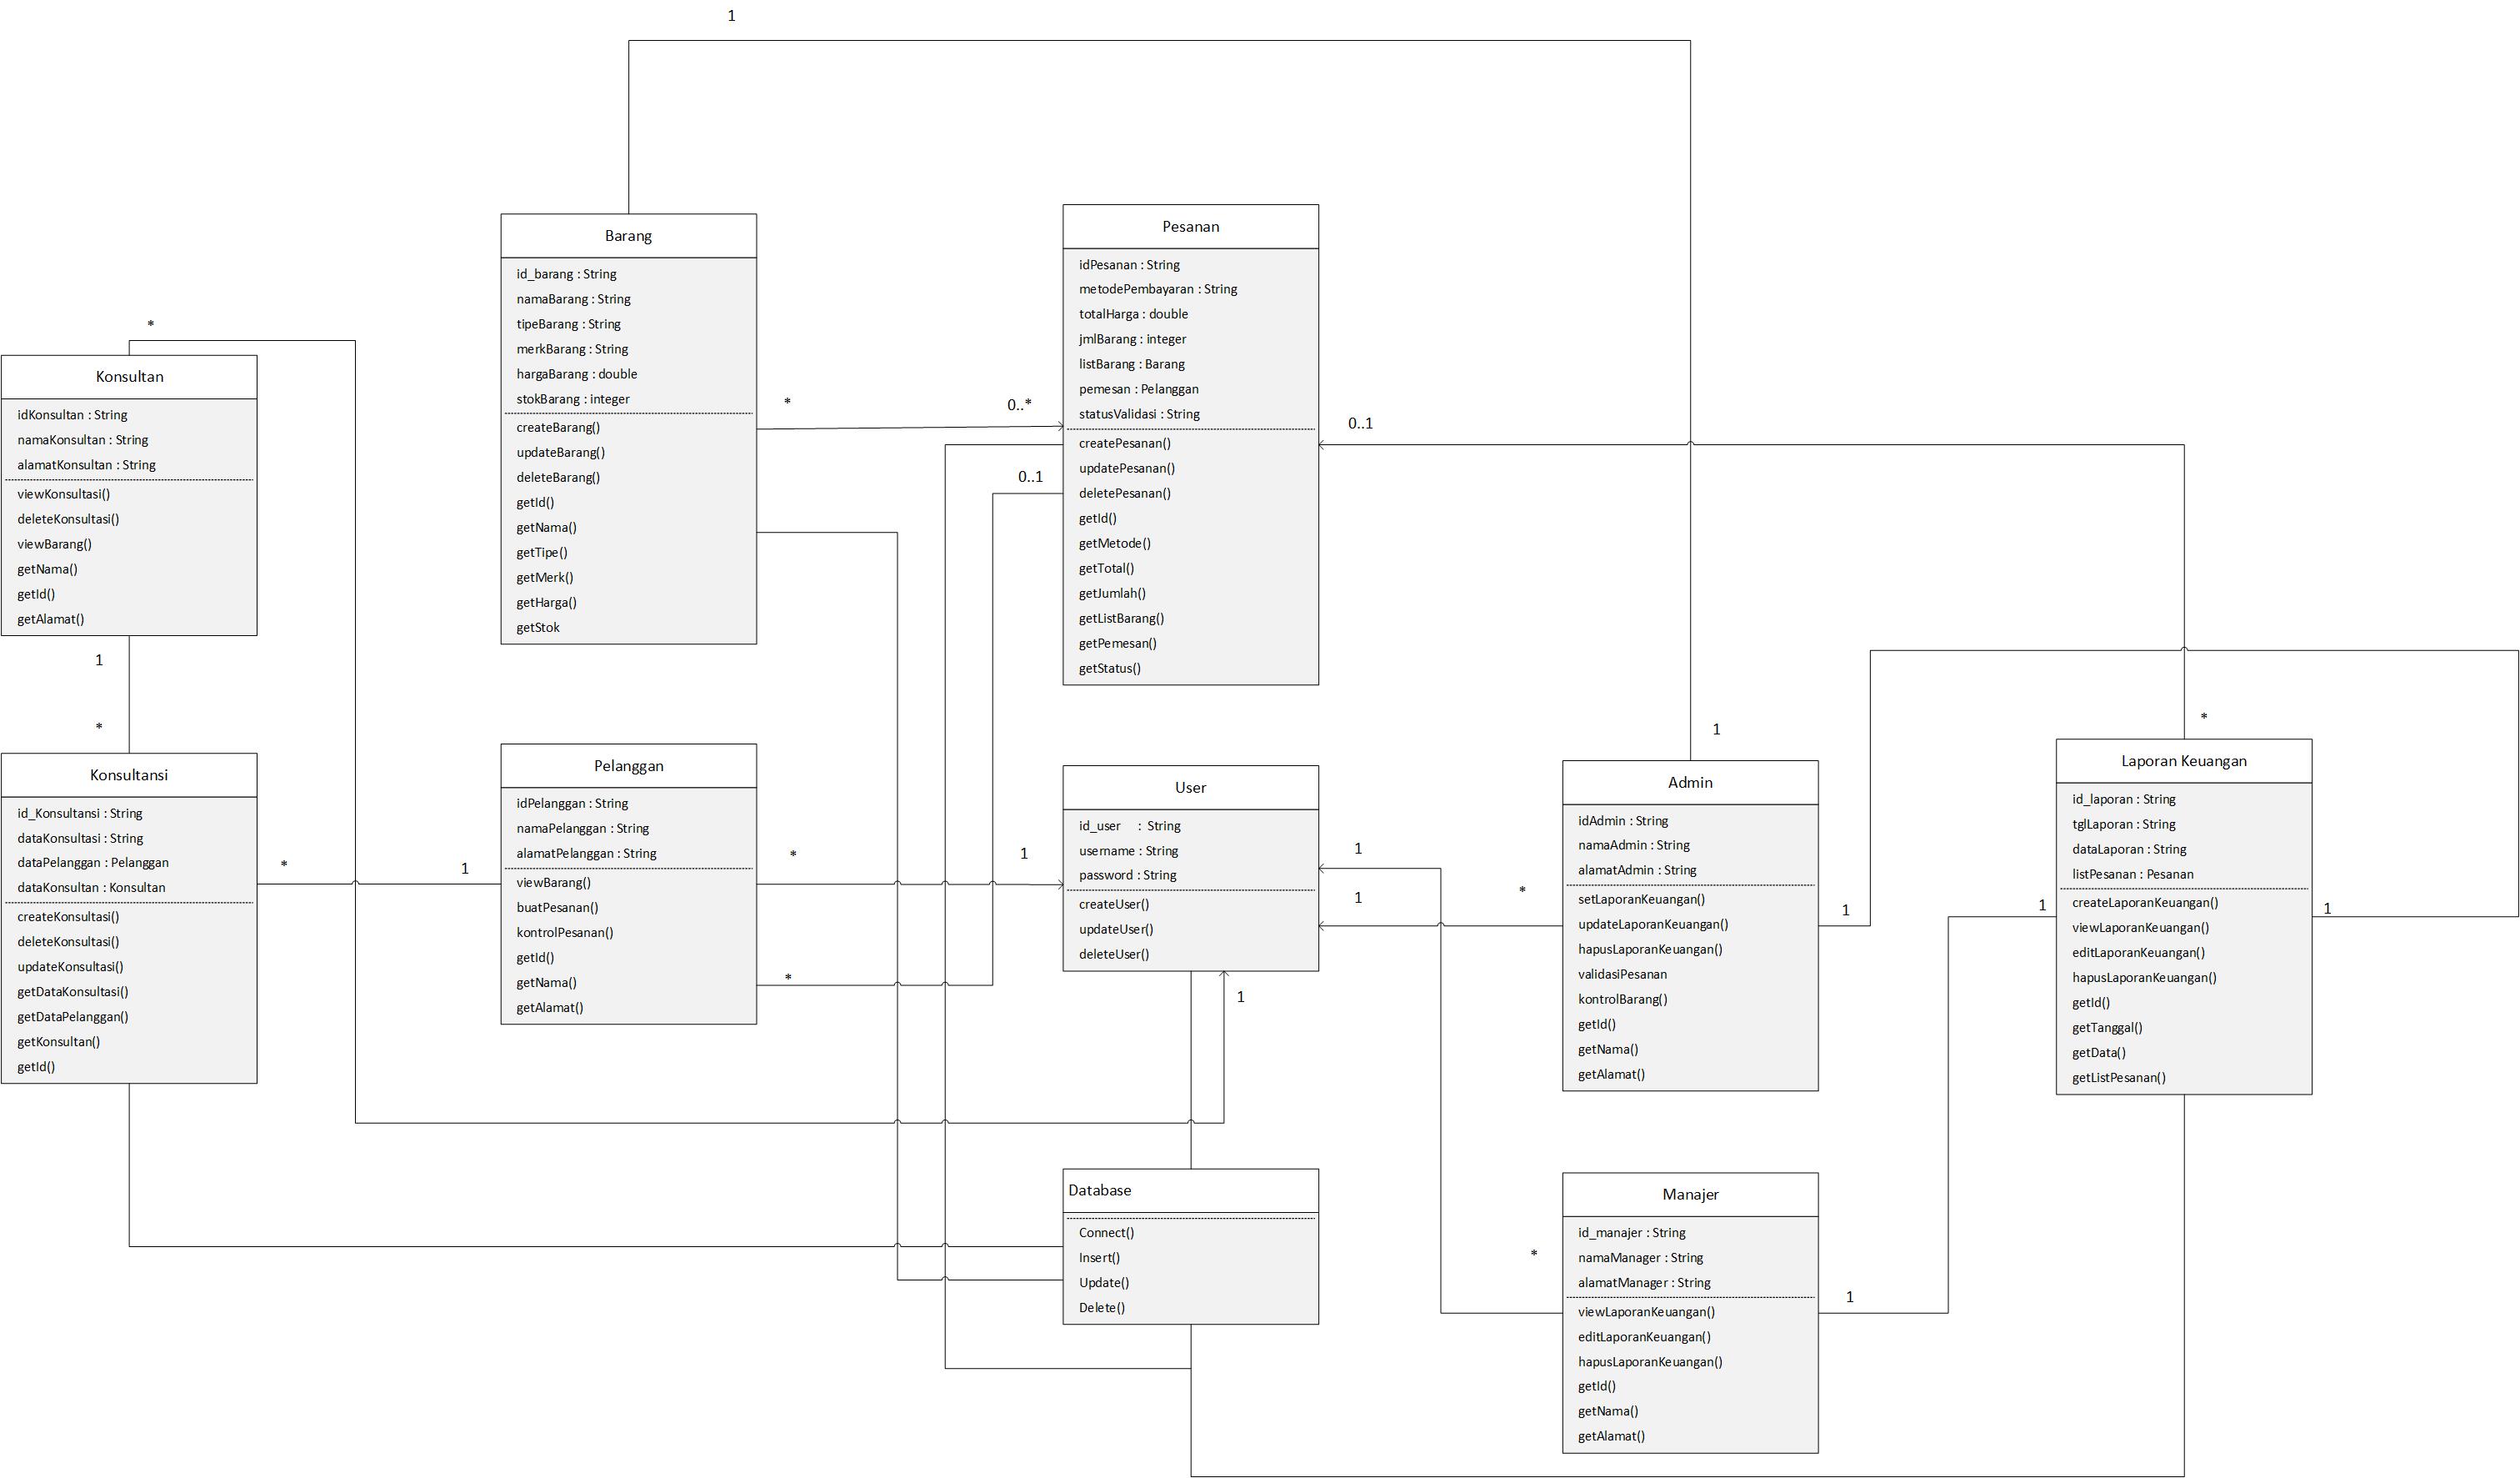 1
Barang
id_barang : String
namaBarang : String
tipeBarang : String
merkBarang : String
hargaBarang : double
stokBarang : integer
createBarang()
updateBarang()
deleteBarang()
getId()
getNama()
getTipe()
getMerk()
getHarga()
getStok
*
0..*
Pesanan
idPesanan : String
metodePembayaran : String
totalHarga : double
jmlBarang : integer
listBarang : Barang
pemesan : Pelanggan
statusValidasi : String
createPesanan()
updatePesanan()
deletePesanan()
getId()
getMetode()
getTotal()
getJumlah()
getListBarang()
getPemesan()
getStatus()
0..1
0..1
*
Konsultan
idKonsultan : String
namaKonsultan : String
alamatKonsultan : String
viewKonsultasi()
deleteKonsultasi()
viewBarang()
getNama()
getId()
getAlamat()
1
*
Konsultansi
id_Konsultansi : String
dataKonsultasi : String
dataPelanggan : Pelanggan
dataKonsultan : Konsultan
createKonsultasi()
deleteKonsultasi()
updateKonsultasi()
getDataKonsultasi()
getDataPelanggan()
getKonsultan()
getId()
*
1
Pelanggan
idPelanggan : String
namaPelanggan : String
alamatPelanggan : String
viewBarang()
buatPesanan()
kontrolPesanan()
getId()
getNama()
getAlamat()
*
1
*
User
id_user : String
username : String
password : String
createUser()
updateUser()
deleteUser()
1
1
1
*
1
Admin
idAdmin : String
namaAdmin : String
alamatAdmin : String
setLaporanKeuangan()
updateLaporanKeuangan()
hapusLaporanKeuangan()
validasiPesanan
kontrolBarang()
getId()
getNama()
getAlamat()
1
1
*
Laporan Keuangan
id_laporan : String
tglLaporan : String
dataLaporan : String
listPesanan : Pesanan
createLaporanKeuangan()
viewLaporanKeuangan()
editLaporanKeuangan()
hapusLaporanKeuangan()
getId()
getTanggal()
getData()
getListPesanan()
1
Database
Connect()
Insert()
Update()
Delete()
*
Manajer
id_manajer : String
namaManager : String
alamatManager : String
viewLaporanKeuangan()
editLaporanKeuangan()
hapusLaporanKeuangan()
getId()
getNama()
getAlamat()
1